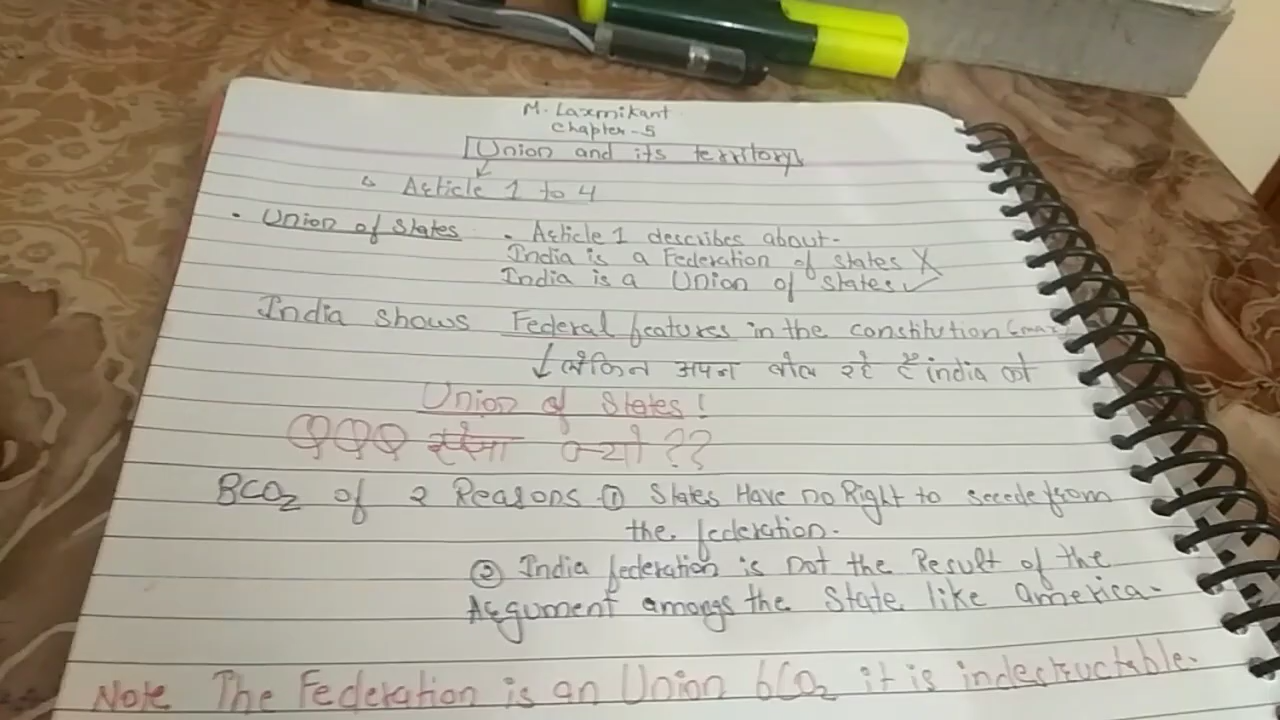 M. Laxmikant
Chapter-5
Union and its territory
Article 1 to 4
• Union of States - Article 1 describes about-
India is a Federation of states X
India is a Union of states ✓
India shows Federal features in the constitution (max)
↓ लेकिन अपन बोल रहे हैं india को
Union of States!
क्यों ??
BCO2 of 2 Reasons ① States Have no Right to secede from
the federation.
② India federation is not the Result of the
Argument amongs the State like america.
Note The Federation is an Union bCO2 it is indestructable.